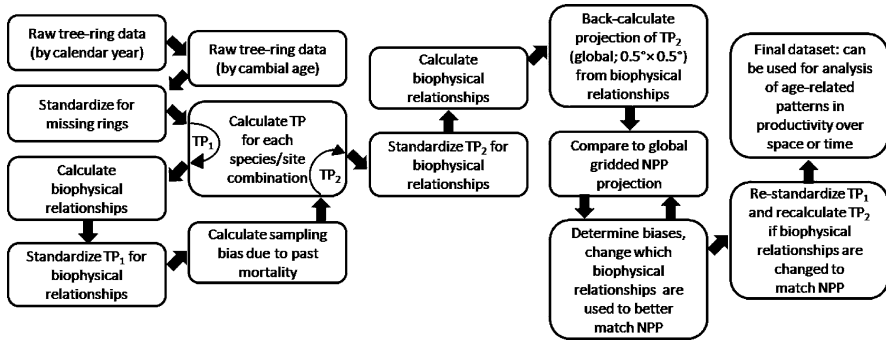 Raw tree-ring data
(by calendar year)
Raw tree-ring data
(by cambial age)
Standardize for
missing rings
Calculate TP
for each
species/site
combination
TP1
TP2
Calculate
biophysical
relationships
Standardize TP1 for
biophysical
relationships
Calculate sampling
bias due to past
mortality
Standardize TP2 for
biophysical
relationships
Calculate
biophysical
relationships
Back-calculate
projection of TP2
(global; 0.5°× 0.5°)
from biophysical
relationships
Compare to global
gridded NPP
projection
Determine biases,
change which
biophysical
relationships are
used to better
match NPP
Re-standardize TP1
and recalculate TP2
if biophysical
relationships are
changed to
match NPP
Final dataset: can
be used for analysis
of age-related
patterns in
productivity over
space or time